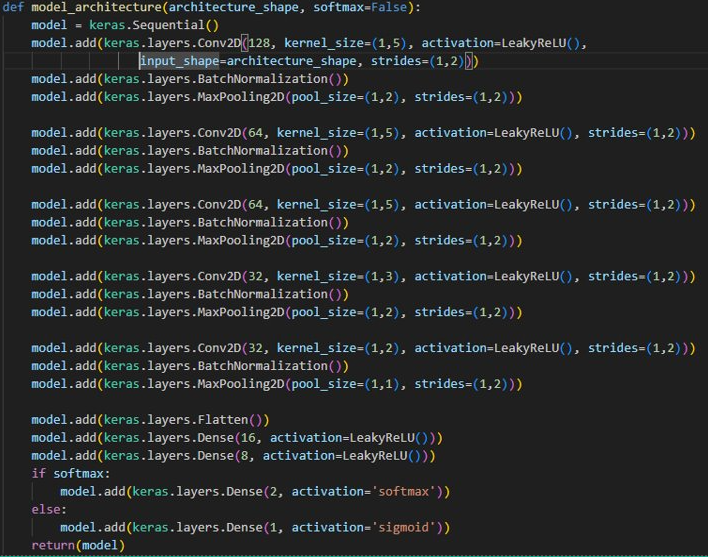 def model_architecture(architecture_shape, softmax=False):
    model = keras.Sequential()
    model.add(keras.layers.Conv2D(128, kernel_size=(1,5), activation=LeakyReLU(),
                input_shape=architecture_shape, strides=(1,2)))
    model.add(keras.layers.BatchNormalization())
    model.add(keras.layers.MaxPooling2D(pool_size=(1,2), strides=(1,2)))

    model.add(keras.layers.Conv2D(64, kernel_size=(1,5), activation=LeakyReLU(), strides=(1,2)))
    model.add(keras.layers.BatchNormalization())
    model.add(keras.layers.MaxPooling2D(pool_size=(1,2), strides=(1,2)))

    model.add(keras.layers.Conv2D(64, kernel_size=(1,5), activation=LeakyReLU(), strides=(1,2)))
    model.add(keras.layers.BatchNormalization())
    model.add(keras.layers.MaxPooling2D(pool_size=(1,2), strides=(1,2)))

    model.add(keras.layers.Conv2D(32, kernel_size=(1,3), activation=LeakyReLU(), strides=(1,2)))
    model.add(keras.layers.BatchNormalization())
    model.add(keras.layers.MaxPooling2D(pool_size=(1,2), strides=(1,2)))

    model.add(keras.layers.Conv2D(32, kernel_size=(1,2), activation=LeakyReLU(), strides=(1,2)))
    model.add(keras.layers.BatchNormalization())
    model.add(keras.layers.MaxPooling2D(pool_size=(1,1), strides=(1,2)))

    model.add(keras.layers.Flatten())
    model.add(keras.layers.Dense(16, activation=LeakyReLU()))
    model.add(keras.layers.Dense(8, activation=LeakyReLU()))
    if softmax:
        model.add(keras.layers.Dense(2, activation='softmax'))
    else:
        model.add(keras.layers.Dense(1, activation='sigmoid'))
    return(model)